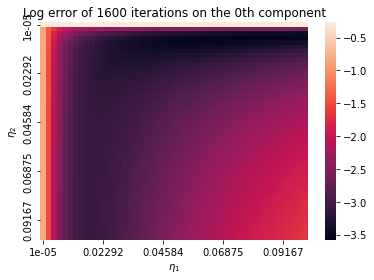 Log error of 1600 iterations on the 0th component
1e-05
0.02292
0.04584
0.06875
0.09167
η₂
1e-05 0.02292 0.04584 0.06875 0.09167
η₁
−0.5
−1.0
−1.5
−2.0
−2.5
−3.0
−3.5